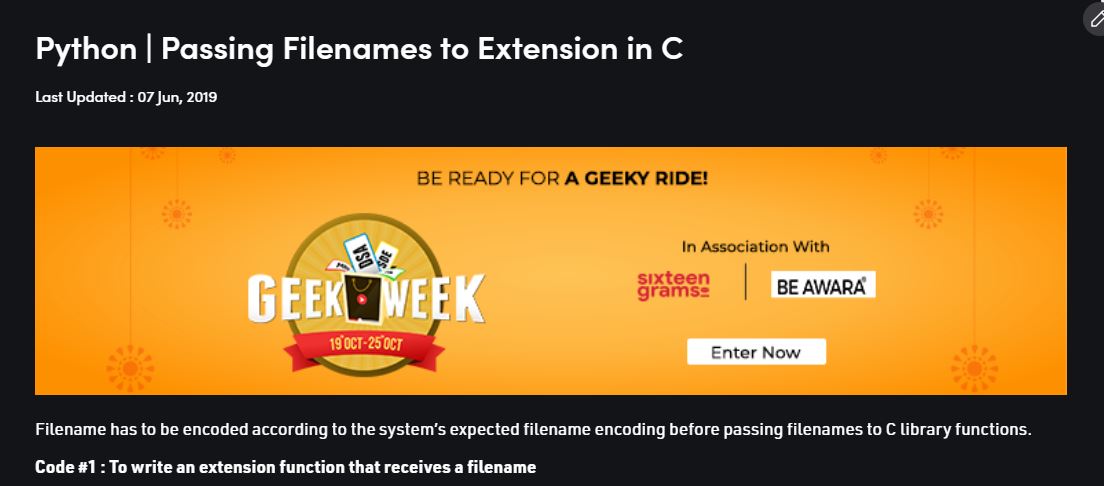 Python | Passing Filenames to Extension in C
Last Updated : 07 Jun, 2019
BE READY FOR A GEEKY RIDE!
DSA
SDE
GEEK WEEK
19 OCT - 25 OCT
In Association With
sixteen
grams
BE AWARA
Enter Now
Filename has to be encoded according to the system's expected filename encoding before passing filenames to C library functions.
Code #1 : To write an extension function that receives a filename